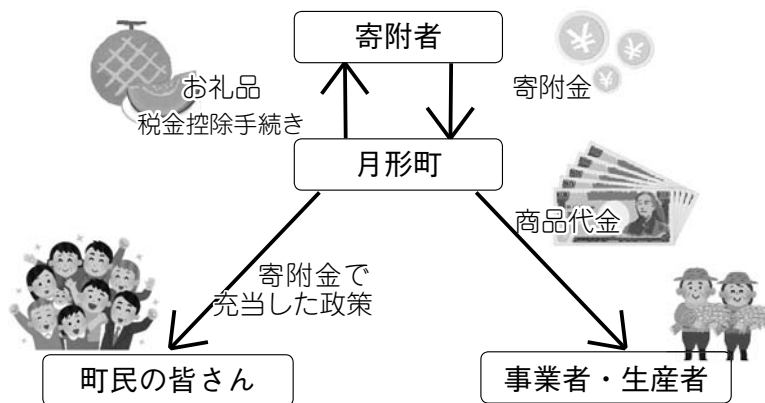 寄附者
お礼品
税金控除手続き
寄附金
月形町
商品代金
寄附金で
充当した政策
町民の皆さん
事業者・生産者